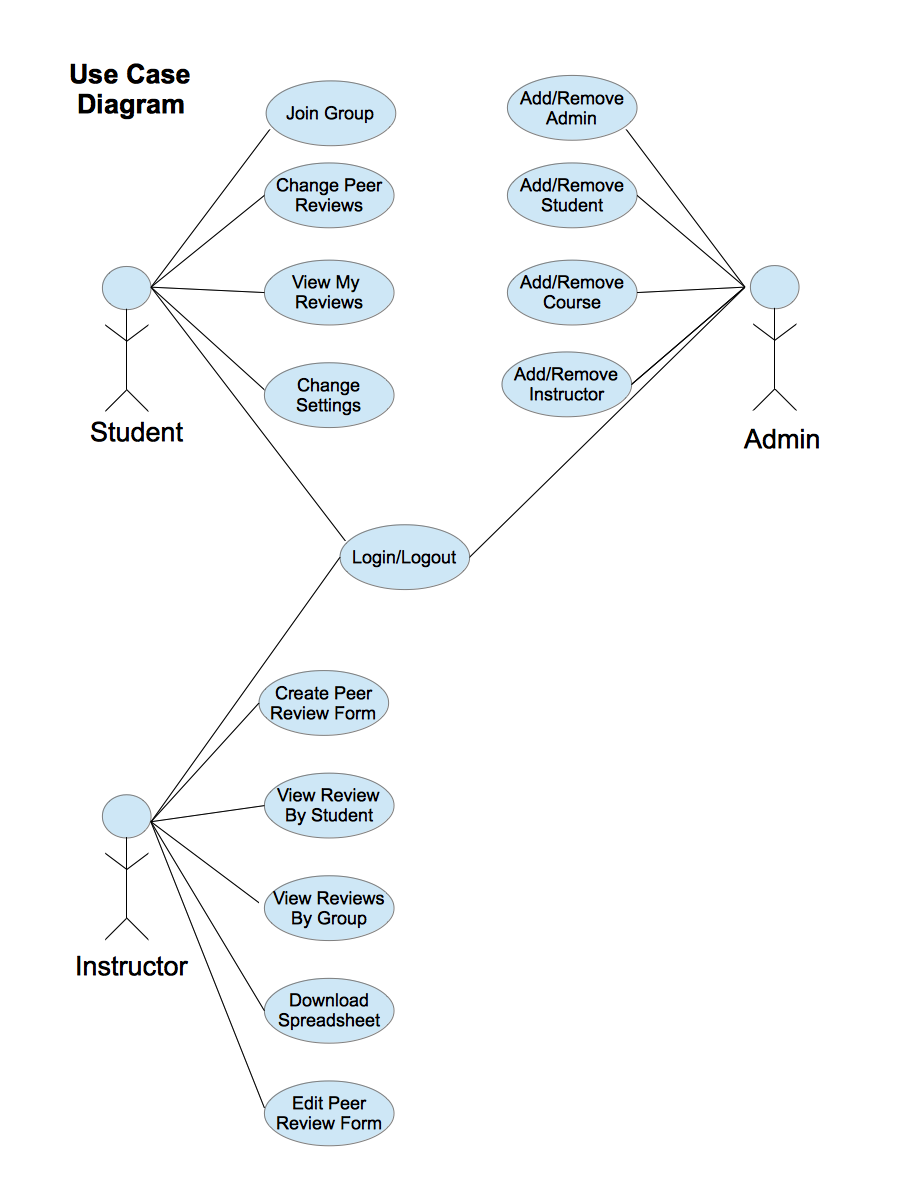 Use Case
Diagram
Join Group
Change Peer
Reviews
View My
Reviews
Change
Settings
Student
Add/Remove
Admin
Add/Remove
Student
Add/Remove
Course
Add/Remove
Instructor
Admin
Login/Logout
Create Peer
Review Form
View Review
By Student
View Reviews
By Group
Download
Spreadsheet
Edit Peer
Review Form
Instructor